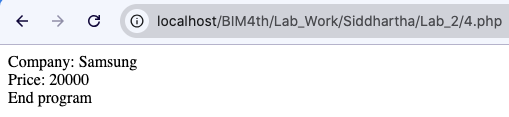 localhost/BIM4th/Lab_Work/Siddhartha/Lab_2/4.php
Company: Samsung
Price: 20000
End program